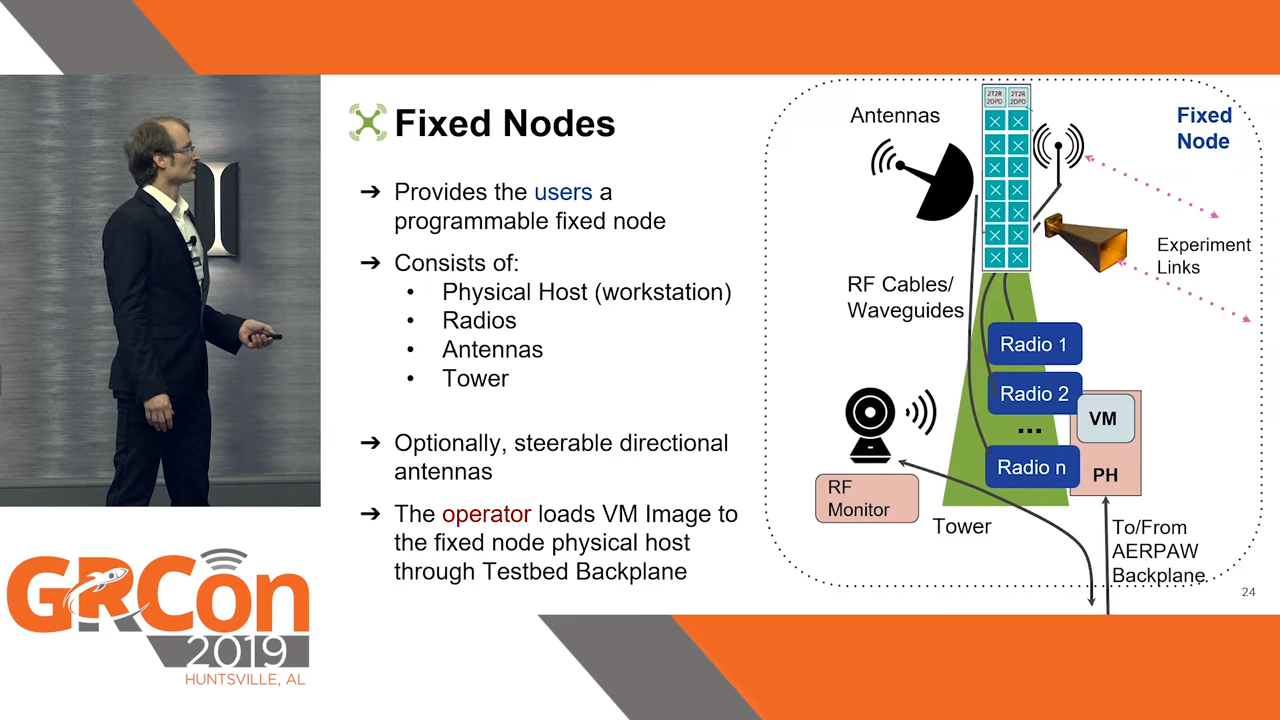 Fixed Nodes
➔ Provides the users a
programmable fixed node
➔ Consists of:
• Physical Host (workstation)
• Radios
• Antennas
• Tower
➔ Optionally, steerable directional
antennas
➔ The operator loads VM Image to
the fixed node physical host
through Testbed Backplane
Antennas
2T2R 2T2R
2DPD 2DPD
Fixed
Node
Experiment
Links
RF Cables/
Waveguides
Radio 1
Radio 2
...
Radio n
VM
PH
RF
Monitor
Tower
To/From
AERPAW
Backplane
24
GRCon
2019
HUNTSVILLE, AL